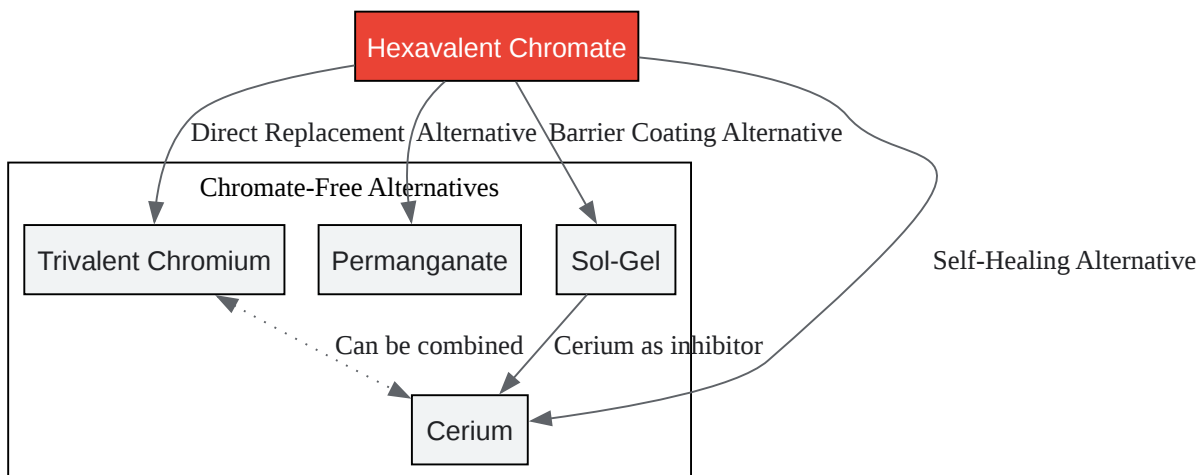 Hexavalent Chromate
Direct Replacement
Alternative
Barrier Coating Alternative
Chromate-Free Alternatives
Trivalent Chromium
Permanganate
Sol-Gel
Self-Healing Alternative
Can be combined
Cerium as inhibitor
Cerium